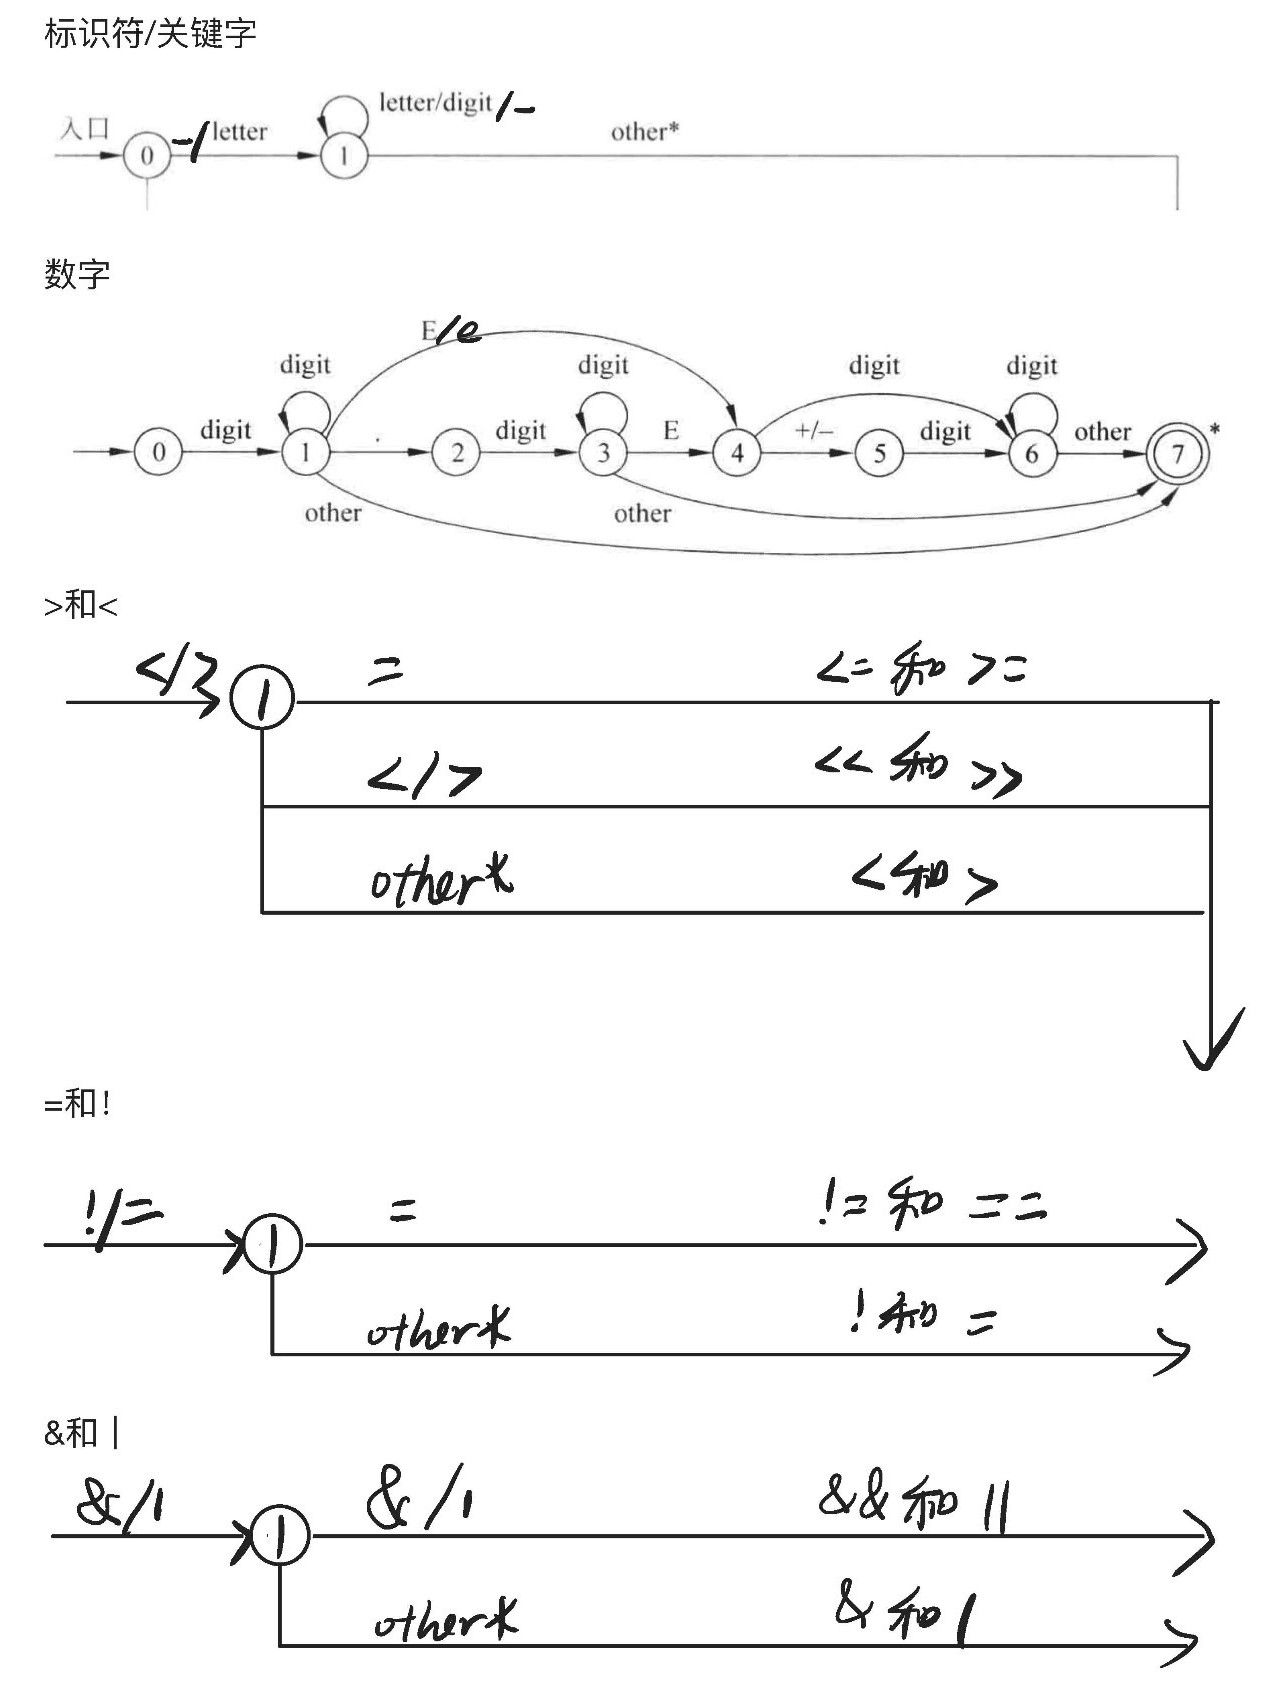 标识符/关键字
letter/digit/-
入口 0 -/letter 1 other*
数字
E/e
digit digit digit digit
digit . digit E +/- digit other *
0 1 2 3 4 5 6 7
other other
>和<
</> 1 = <=和>=
</> <<和>>
other* <和>
=和!
!/= 1 = !=和==
other* !和=
&和|
&/| 1 &/| &&和||
other* &和|